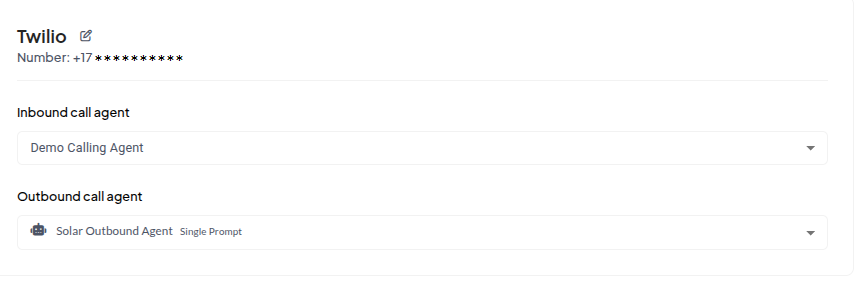 Twilio
Number: +17**********
Inbound call agent
Demo Calling Agent
Outbound call agent
Solar Outbound Agent Single Prompt